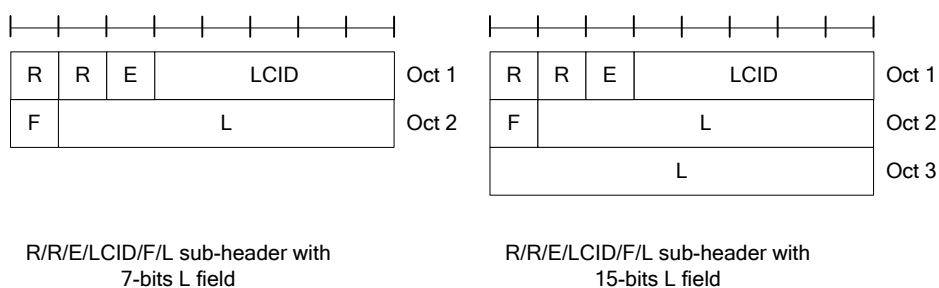 R R E LCID Oct 1
F L Oct 2
R/R/E/LCID/F/L sub-header with
7-bits L field
R R E LCID Oct 1
F L Oct 2
L Oct 3
R/R/E/LCID/F/L sub-header with
15-bits L field